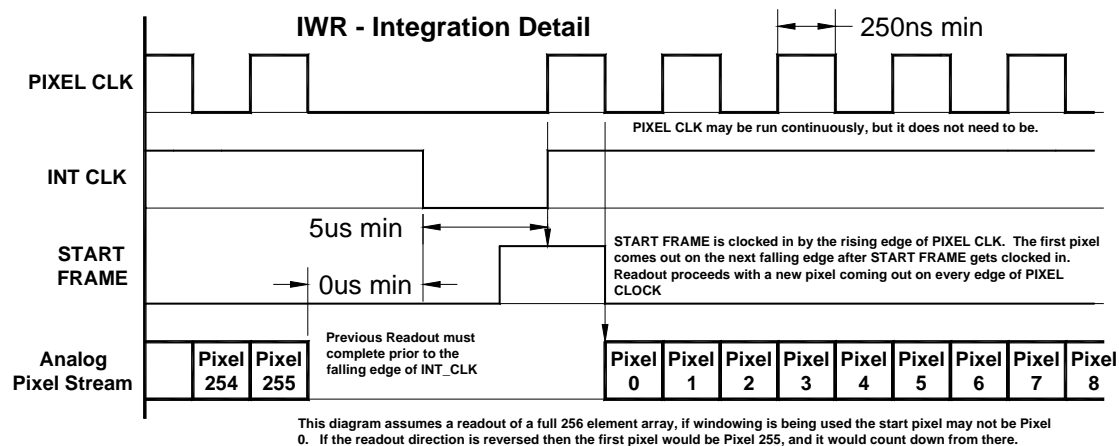 IWR - Integration Detail
250ns min
PIXEL CLK
PIXEL CLK may be run continuously, but it does not need to be.
INT CLK
5us min
START
FRAME
START FRAME is clocked in by the rising edge of PIXEL CLK. The first pixel
comes out on the next falling edge after START FRAME gets clocked in.
Readout proceeds with a new pixel coming out on every edge of PIXEL
CLOCK
0us min
Previous Readout must
complete prior to the
falling edge of INT_CLK
Analog
Pixel Stream
Pixel 254
Pixel 255
Pixel 0
Pixel 1
Pixel 2
Pixel 3
Pixel 4
Pixel 5
Pixel 6
Pixel 7
Pixel 8
This diagram assumes a readout of a full 256 element array, if windowing is being used the start pixel may not be Pixel
0. If the readout direction is reversed then the first pixel would be Pixel 255, and it would count down from there.